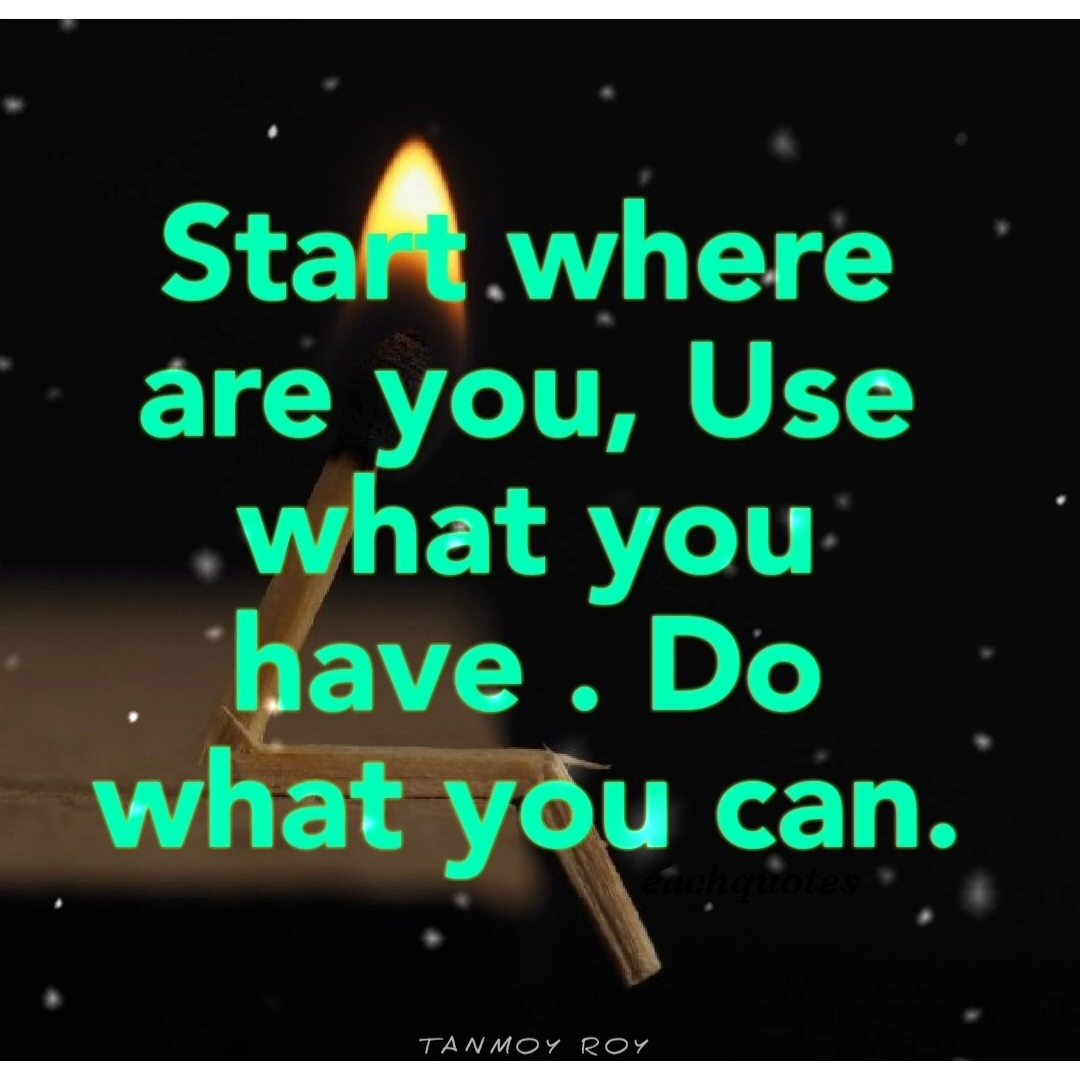 Start where
are you, Use
what you
have . Do
what you can.
eachquotes
TANMOY ROY